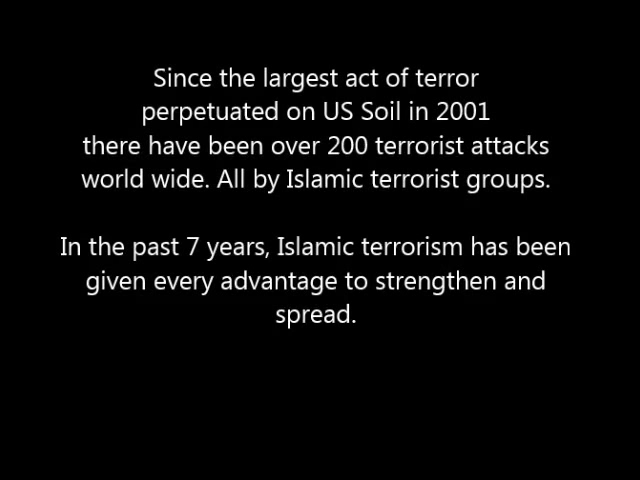 Since the largest act of terror
perpetuated on US Soil in 2001
there have been over 200 terrorist attacks
world wide. All by Islamic terrorist groups.
In the past 7 years, Islamic terrorism has been
given every advantage to strengthen and
spread.